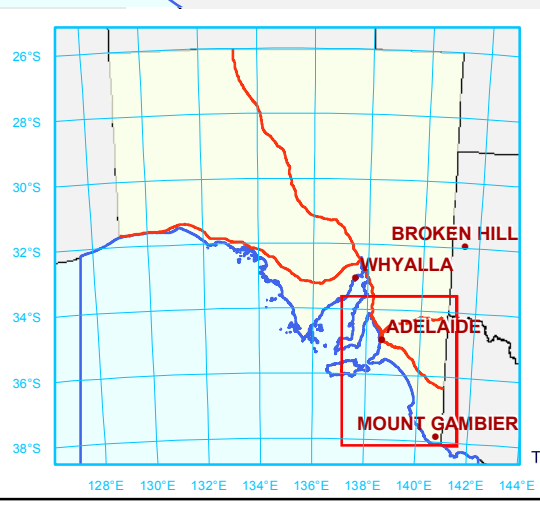 26°S
28°S
30°S
BROKEN HILL
32°S
WHYALLA
34°S
ADELAIDE
36°S
MOUNT GAMBIER
38°S
T
128°E 130°E 132°E 134°E 136°E 138°E 140°E 142°E 144°E